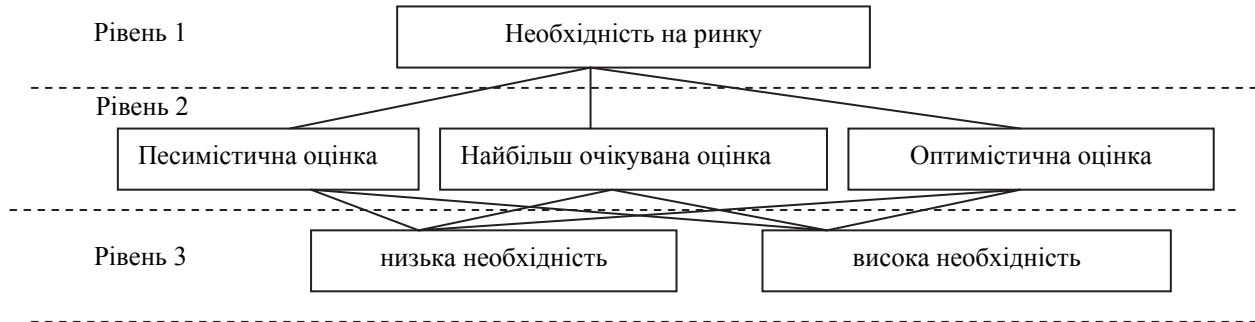 Рівень 1
Необхідність на ринку
Рівень 2
Песимістична оцінка
Найбільш очікувана оцінка
Оптимістична оцінка
Рівень 3
низька необхідність
висока необхідність